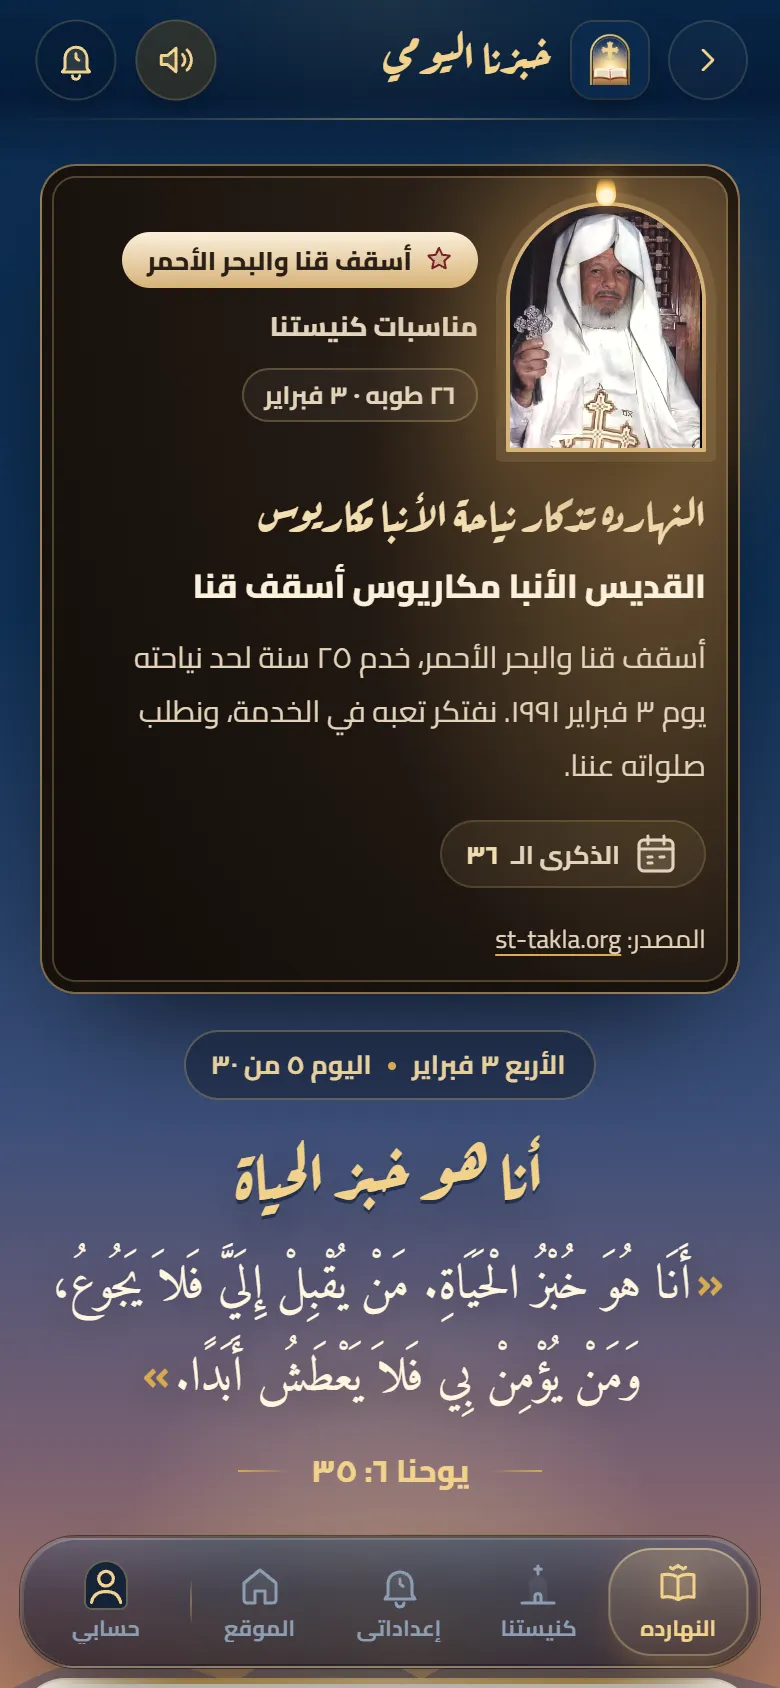 خبزنا اليومي
أسقف قنا والبحر الأحمر
مناسبات كنيستنا
٢٦ طوبه · ٣ فبراير
النهارده تذكار نياحة الأنبا مكاريوس
القديس الأنبا مكاريوس أسقف قنا
أسقف قنا والبحر الأحمر، خدم ٢٥ سنة لحد نياحته
يوم ٣ فبراير ١٩٩١. نفتكر تعبه في الخدمة، ونطلب
صلواته عننا.
الذكرى الـ ٣٦
المصدر: st-takla.org
الأربع ٣ فبراير • اليوم ٥ من ٣٠
أنا هو خبز الحياة
«أَنَا هُوَ خُبْزُ الْحَيَاةِ. مَنْ يُقْبِلْ إِلَيَّ فَلاَ يَجُوعُ،
وَمَنْ يُؤْمِنْ بِي فَلاَ يَعْطَشُ أَبَدًا.»
يوحنا ٦: ٣٥
النهارده
كنيستنا
إعداداتى
الموقع
حسابي